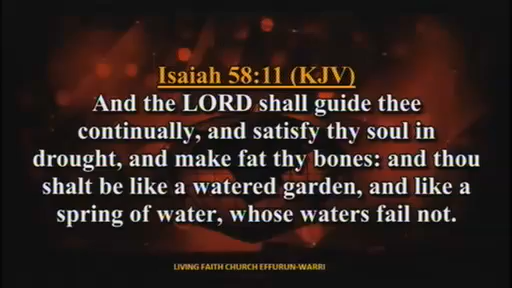 Isaiah 58:11 (KJV)
And the LORD shall guide thee
continually, and satisfy thy soul in
drought, and make fat thy bones: and thou
shalt be like a watered garden, and like a
spring of water, whose waters fail not.
LIVING FAITH CHURCH EFFURUN-WARRI